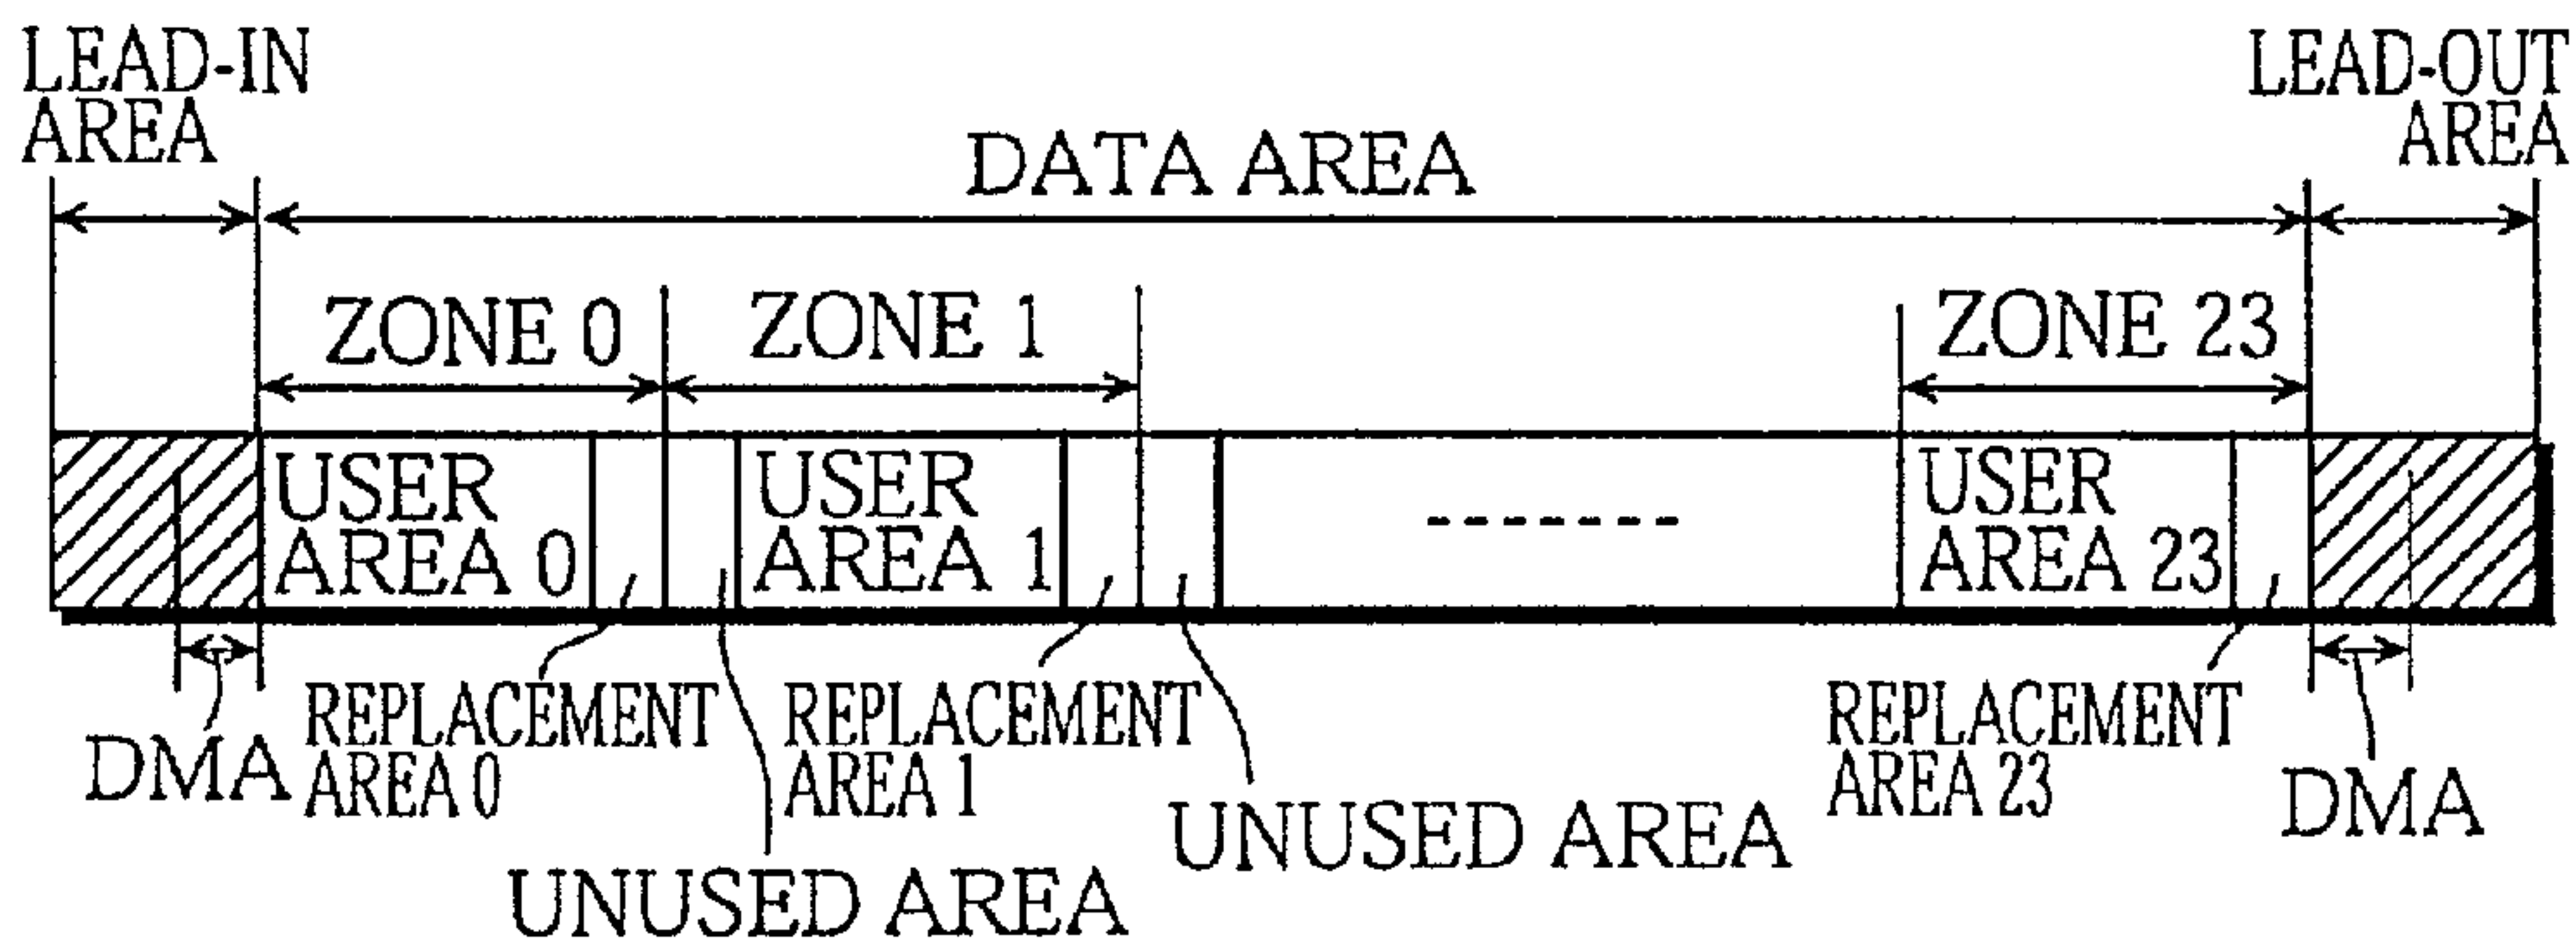 LEAD-IN
AREA
LEAD-OUT
AREA
DATA AREA
ZONE 0
ZONE 1
ZONE 23
USER
AREA 0
USER
AREA 1
USER
AREA 23
DMA
REPLACEMENT
AREA 0
REPLACEMENT
AREA 1
REPLACEMENT
AREA 23
DMA
UNUSED AREA
UNUSED AREA